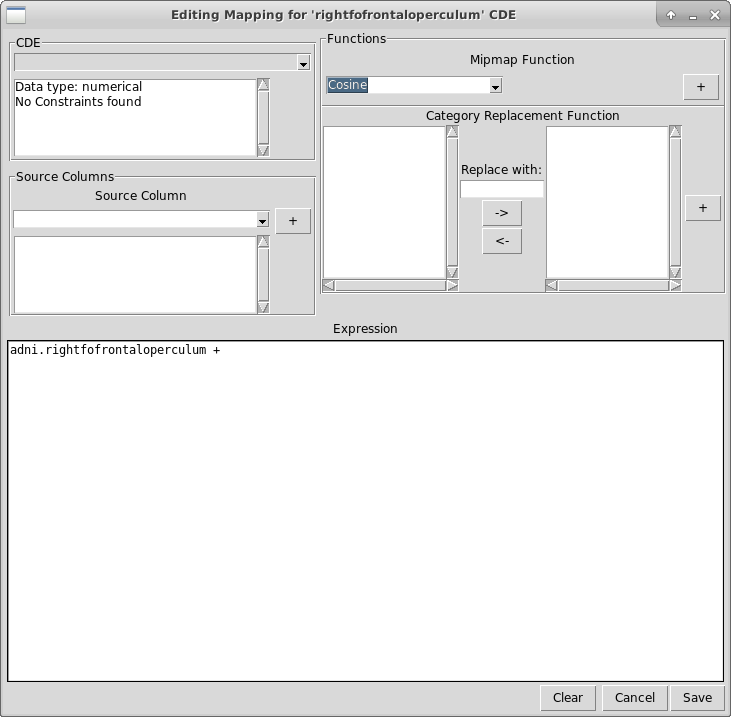 Editing Mapping for 'rightfofrontaloperculum' CDE
CDE
Data type: numerical
No Constraints found
Source Columns
Source Column
+
Functions
Mipmap Function
Cosine
+
Category Replacement Function
Replace with:
->
<-
+
Expression
adni.rightfofrontaloperculum +
Clear
Cancel
Save